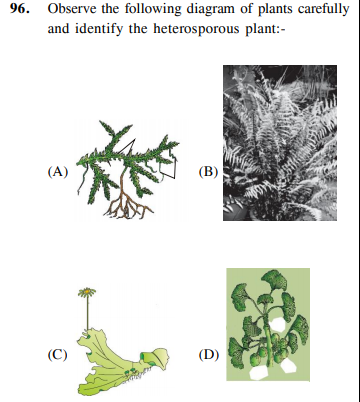 96. Observe the following diagram of plants carefully
and identify the heterosporous plant:-
(A)
(B)
(C)
(D)